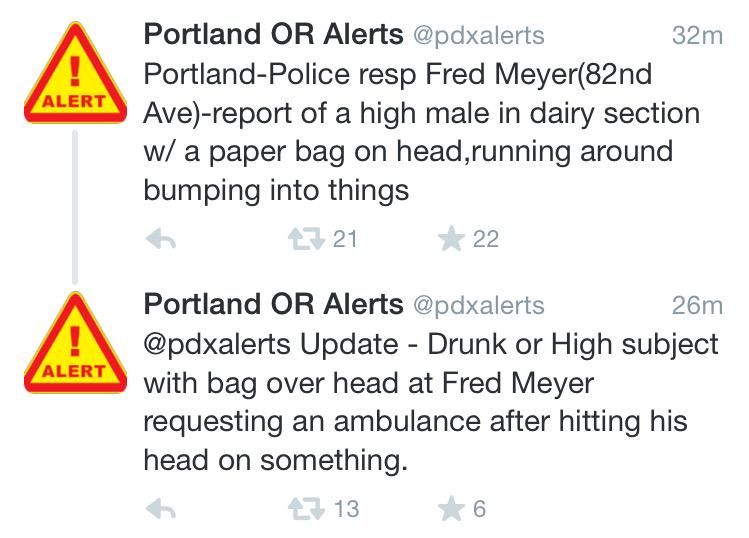 Portland OR Alerts @pdxalerts 32m
Portland-Police resp Fred Meyer(82nd
Ave)-report of a high male in dairy section
w/ a paper bag on head,running around
bumping into things
21 22
ALERT
Portland OR Alerts @pdxalerts 26m
@pdxalerts Update - Drunk or High subject
with bag over head at Fred Meyer
requesting an ambulance after hitting his
head on something.
13 6
ALERT